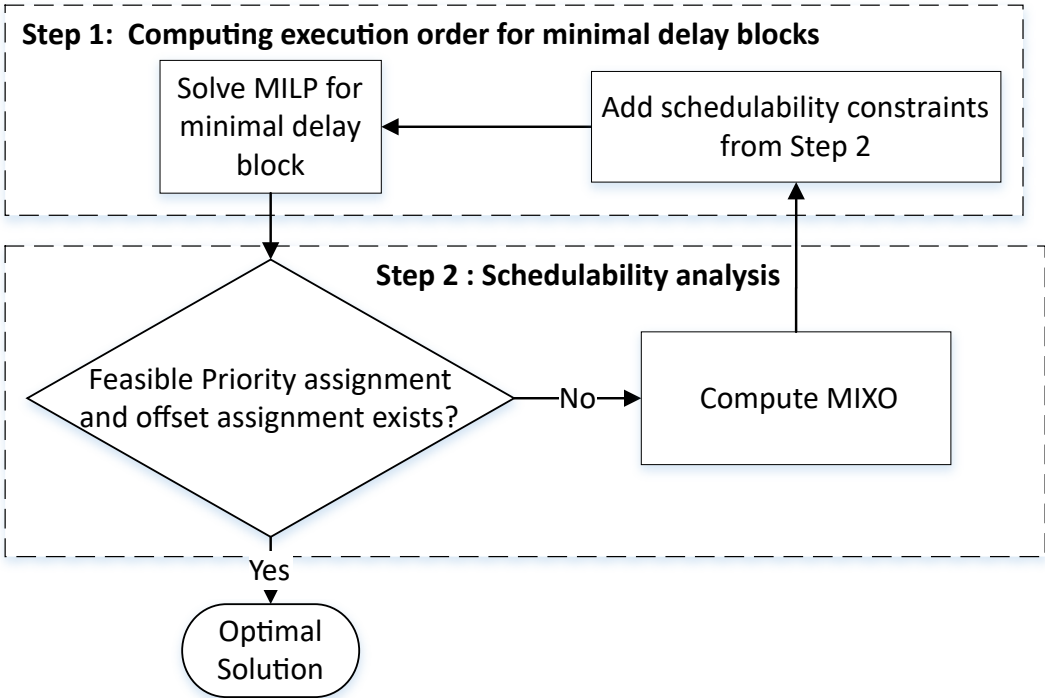 Step 1:  Computing execution order for minimal delay blocks
Solve MILP for
minimal delay
block
Add schedulability constraints
from Step 2
Step 2 : Schedulability analysis
Feasible Priority assignment
and offset assignment exists?
No
Compute MIXO
Yes
Optimal
Solution